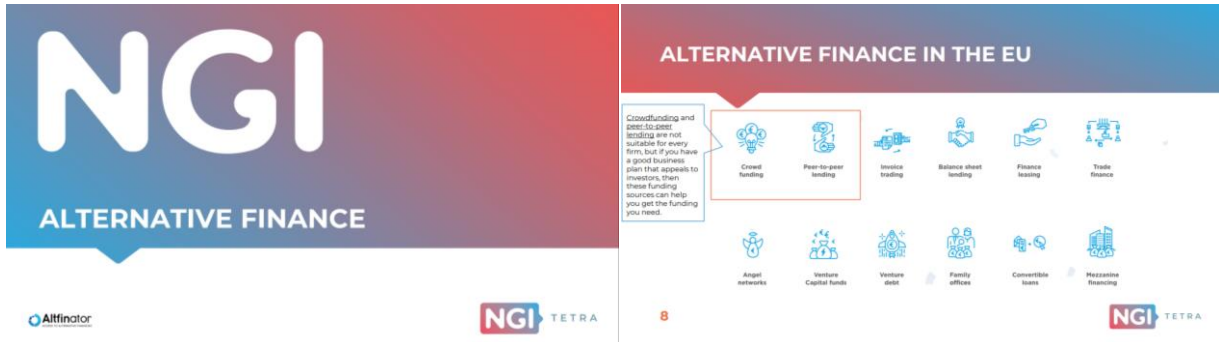 NGI
ALTERNATIVE FINANCE
Altfinator
NGI TETRA
ALTERNATIVE FINANCE IN THE EU
Crowdfunding and
peer-to-peer
lending are not
suitable for every
firm, but if you have
a good business
plan that appeals to
investors, then
these funding
sources can help
you get the funding
you need.
Crowd
funding
Peer-to-peer
lending
Invoice
trading
Balance sheet
lending
Finance
leasing
Trade
finance
Angel
networks
Venture
Capital funds
Venture
debt
Family
offices
Convertible
loans
Mezzanine
financing
8
NGI TETRA